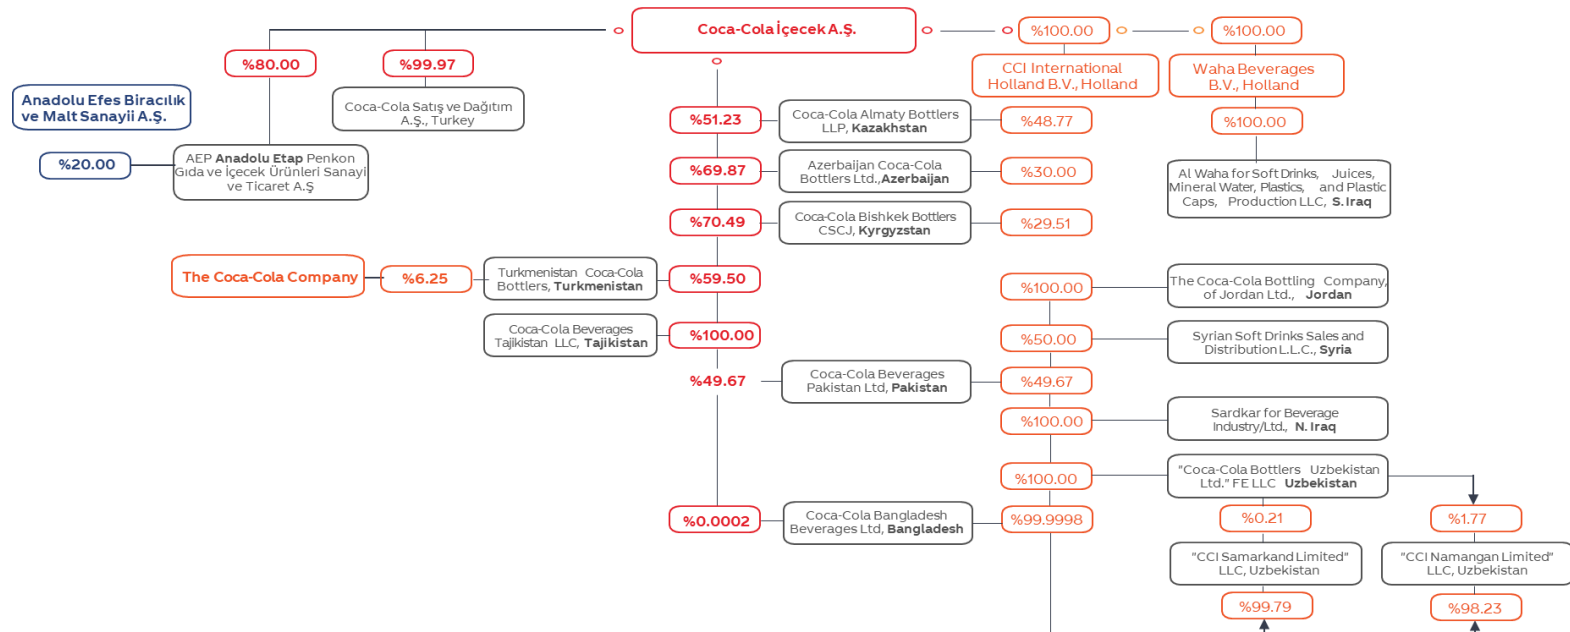 Coca-Cola İçecek A.Ş.
%100.00
%100.00
%80.00
%99.97
CCI International
Holland B.V., Holland
Waha Beverages
B.V., Holland
Anadolu Efes Biracılık
ve Malt Sanayii A.Ş.
Coca-Cola Satış ve Dağıtım
A.Ş., Turkey
%51.23
Coca-Cola Almaty Bottlers
LLP, Kazakhstan
%48.77
%100.00
%20.00
AEP Anadolu Etap Penkon
Gıda ve İçecek Ürünleri Sanayi
ve Ticaret A.Ş
%69.87
Azerbaijan Coca-Cola
Bottlers Ltd.,Azerbaijan
%30.00
Al Waha for Soft Drinks, Juices,
Mineral Water, Plastics, and Plastic
Caps, Production LLC, S. Iraq
%70.49
Coca-Cola Bishkek Bottlers
CSCJ, Kyrgyzstan
%29.51
The Coca-Cola Company
%6.25
Turkmenistan Coca-Cola
Bottlers, Turkmenistan
%59.50
%100.00
The Coca-Cola Bottling Company,
of Jordan Ltd., Jordan
Coca-Cola Beverages
Tajikistan LLC, Tajikistan
%100.00
%50.00
Syrian Soft Drinks Sales and
Distribution L.L.C., Syria
%49.67
Coca-Cola Beverages
Pakistan Ltd, Pakistan
%49.67
%100.00
Sardkar for Beverage
Industry/Ltd., N. Iraq
%100.00
"Coca-Cola Bottlers Uzbekistan
Ltd." FE LLC Uzbekistan
%0.0002
Coca-Cola Bangladesh
Beverages Ltd, Bangladesh
%99.9998
%0.21
%1.77
"CCI Samarkand Limited"
LLC, Uzbekistan
"CCI Namangan Limited"
LLC, Uzbekistan
%99.79
%98.23